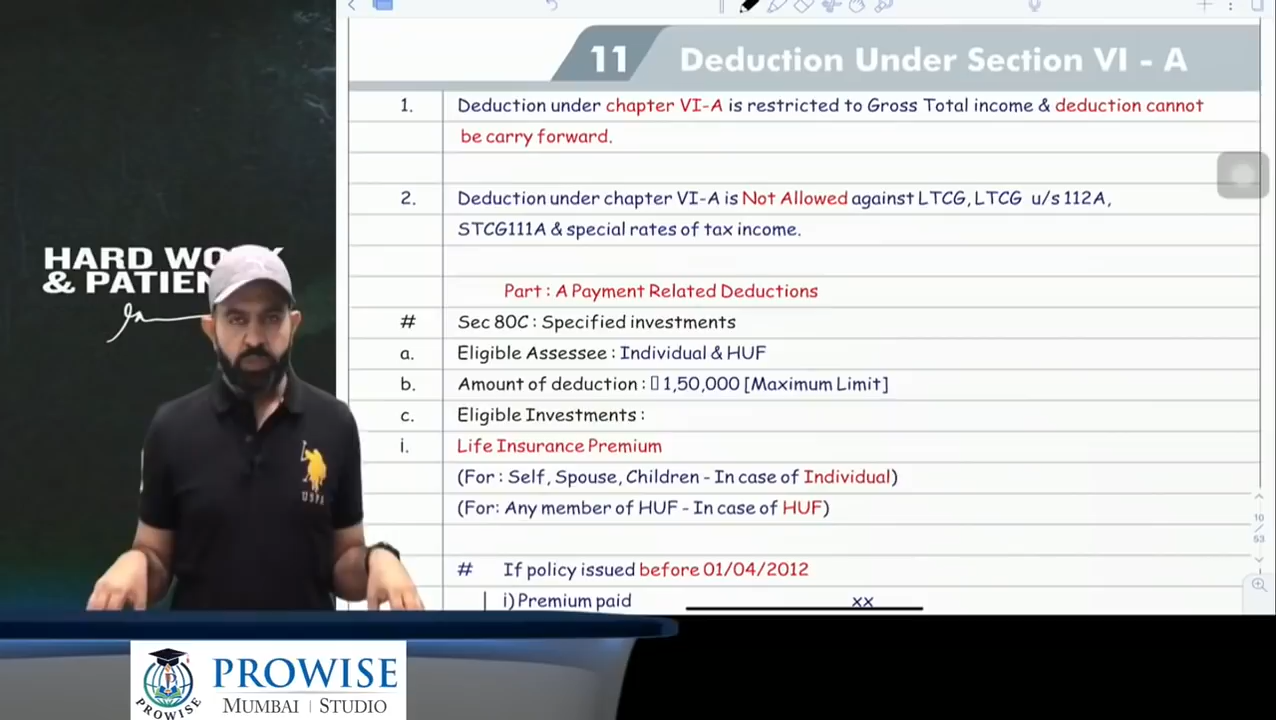 11 Deduction Under Section VI - A
1. Deduction under chapter VI-A is restricted to Gross Total income & deduction cannot
be carry forward.
2. Deduction under chapter VI-A is Not Allowed against LTCG, LTCG u/s 112A,
STCG111A & special rates of tax income.
Part : A Payment Related Deductions
# Sec 80C : Specified investments
a. Eligible Assessee : Individual & HUF
b. Amount of deduction : 1,50,000 [Maximum Limit]
c. Eligible Investments :
i. Life Insurance Premium
(For : Self, Spouse, Children - In case of Individual)
(For: Any member of HUF - In case of HUF)
# If policy issued before 01/04/2012
i) Premium paid xx
HARD WO
& PATIEN
USPA
10
/
63
PROWISE
MUMBAI | STUDIO
PROWISE